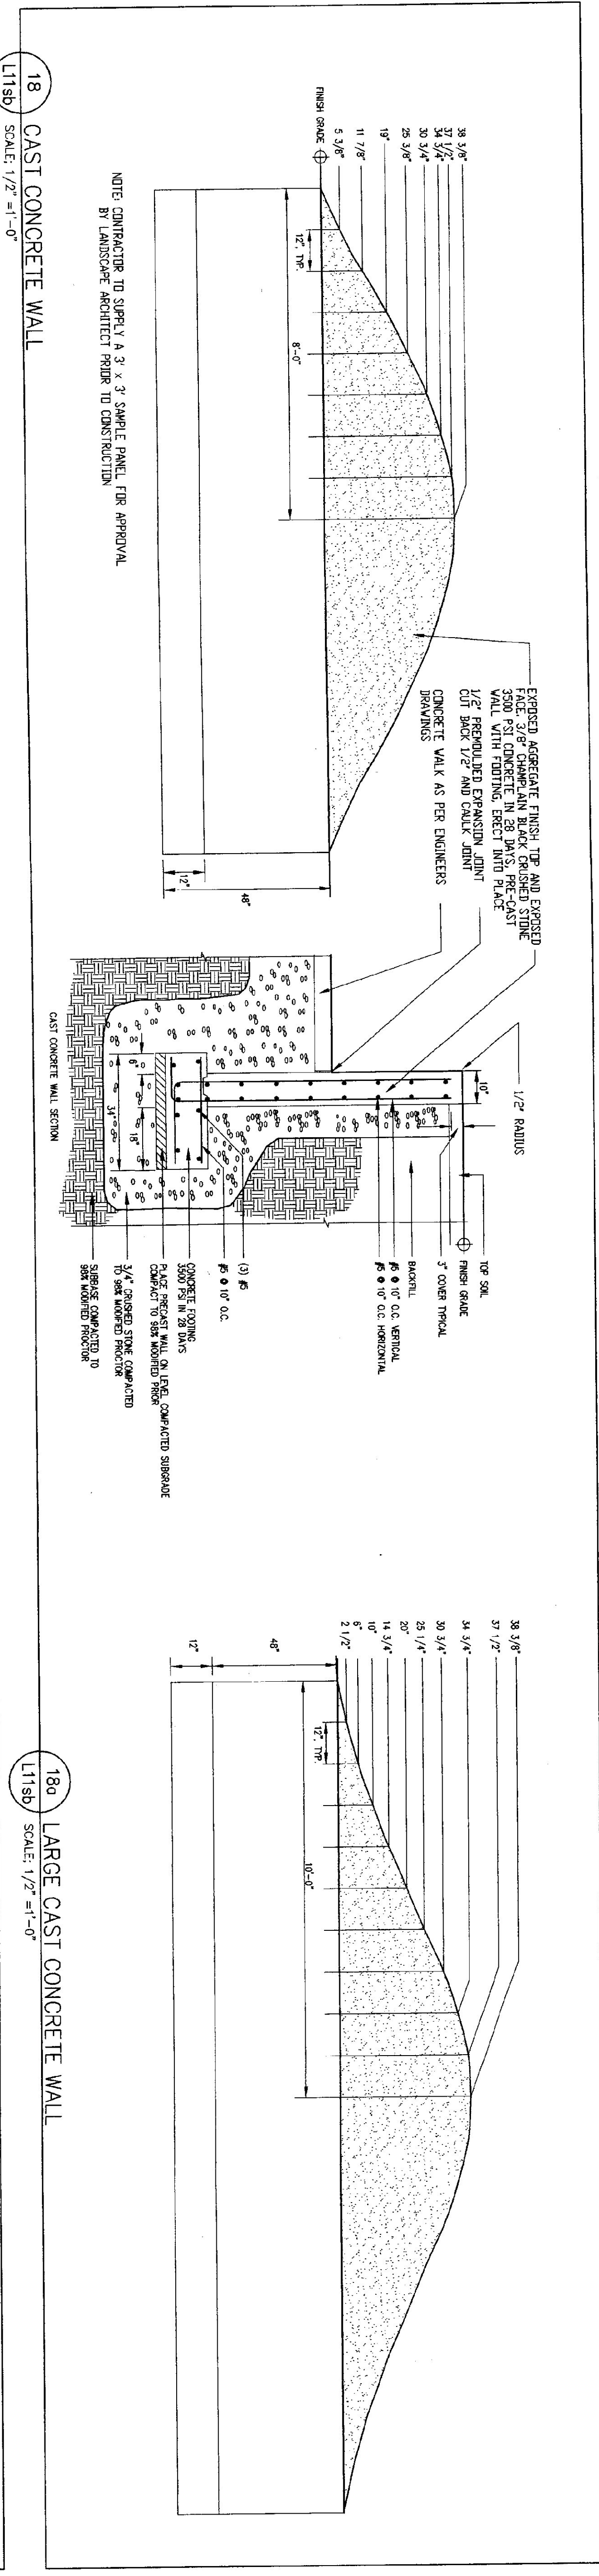 38 3/8"
37 1/2"
34 3/4"
30 3/4"
25 3/8"
19"
11 7/8"
5 3/8"
FINISH GRADE
12", TYP.
8'-0"
12"
48"
NOTE: CONTRACTOR TO SUPPLY A 3' x 3' SAMPLE PANEL FOR APPROVAL
BY LANDSCAPE ARCHITECT PRIOR TO CONSTRUCTION
18
L11sb
CAST CONCRETE WALL
SCALE; 1/2" =1'-0"
EXPOSED AGGREGATE FINISH TOP AND EXPOSED
FACE, 3/8" CHAMPLAIN BLACK CRUSHED STONE
3500 PSI CONCRETE IN 28 DAYS, PRE-CAST
WALL WITH FOOTING, ERECT INTO PLACE
1/2" PREMOULDED EXPANSION JOINT
CUT BACK 1/2" AND CAULK JOINT
CONCRETE WALK AS PER ENGINEERS
DRAWINGS
1/2" RADIUS
10"
TOP SOIL
FINISH GRADE
3" COVER TYPICAL
BACKFILL
#5 @ 10" O.C. VERTICAL
#5 @ 10" O.C. HORIZONTAL
(3) #5
#5 @ 10" O.C.
CONCRETE FOOTING
3500 PSI IN 28 DAYS
PLACE PRECAST WALL ON LEVEL COMPACTED SUBGRADE
COMPACT TO 98% MODIFIED PRIOR
3/4" CRUSHED STONE COMPACTED
TO 98% MODIFIED PROCTOR
SUBBASE COMPACTED TO
98% MODIFIED PROCTOR
6"
18"
34"
CAST CONCRETE WALL SECTION
38 3/8"
37 1/2"
34 3/4"
30 3/4"
25 1/4"
20"
14 3/4"
10"
6"
2 1/2"
12", TYP.
10'-0"
48"
12"
18a
L11sb
LARGE CAST CONCRETE WALL
SCALE; 1/2" =1'-0"